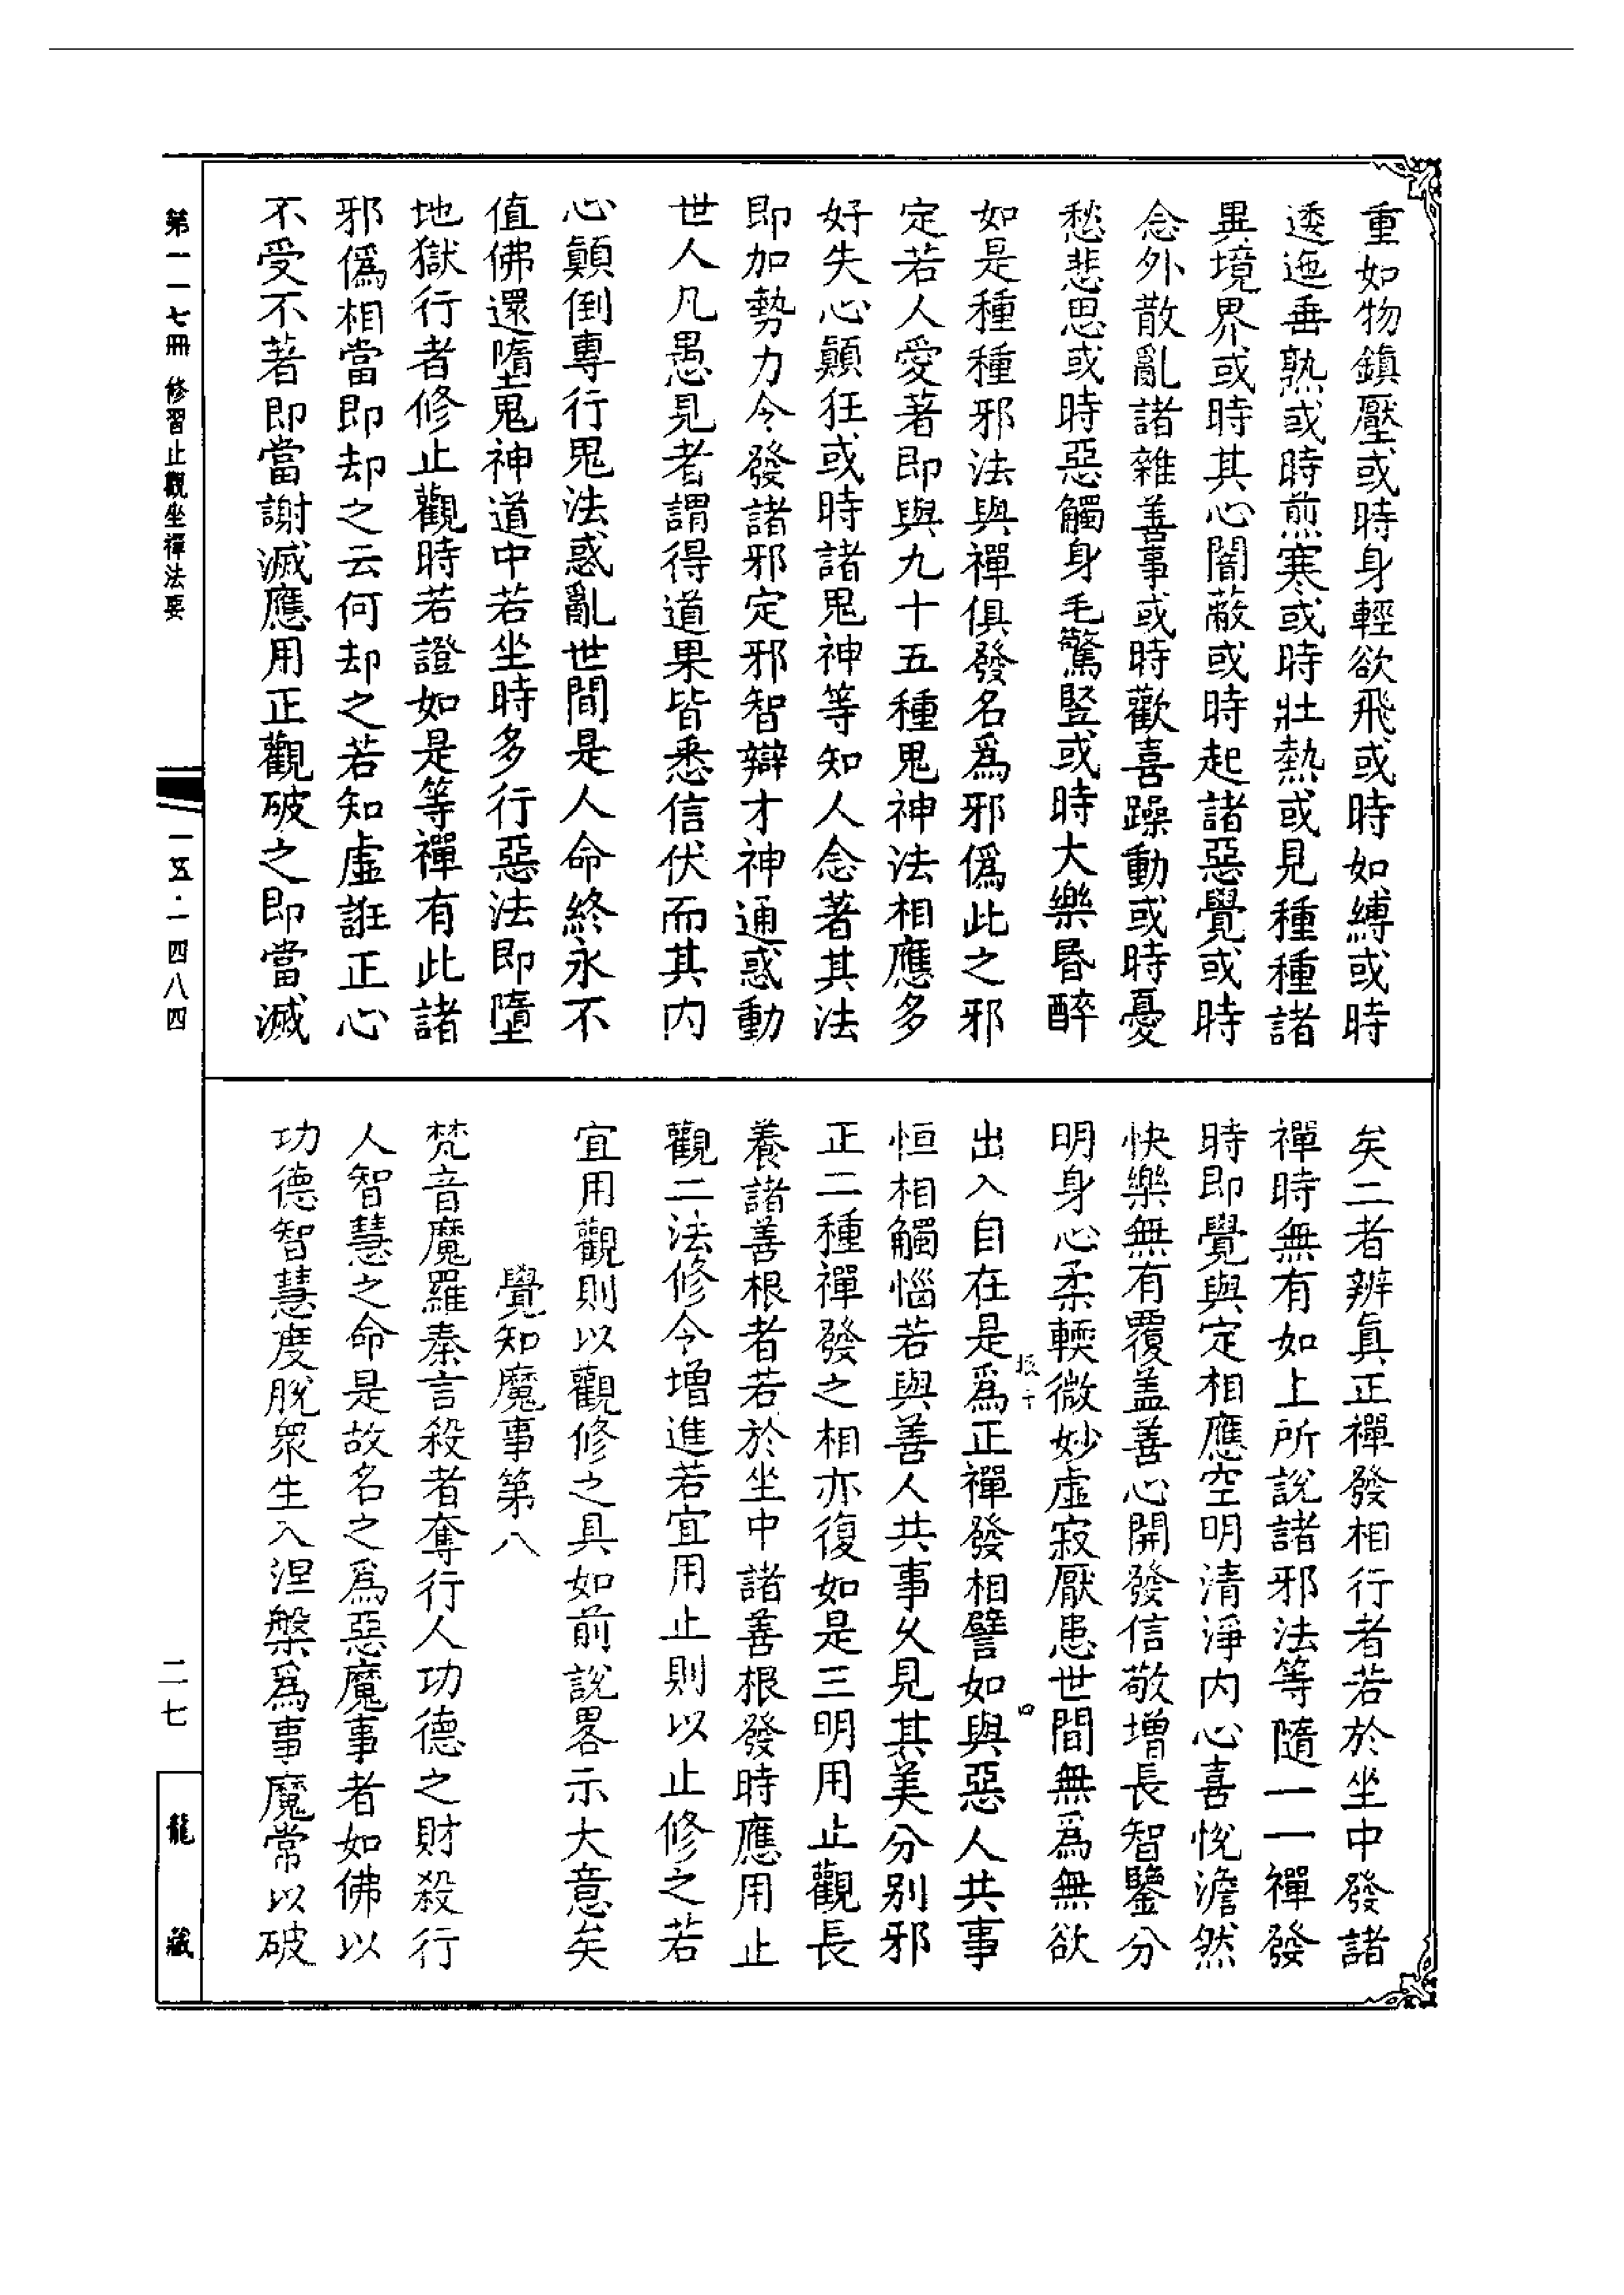 重如物鎮壓或時身輕欲飛或時如縛或時
逶迤垂熟或時煎寒或時壯熱或見種種諸
異境界或時其心闇蔽或時起諸惡覺或時
念外散亂諸雜善事或時歡喜躁動或時憂
愁悲思或時惡觸身毛驚豎或時大樂昏醉
如是種種邪法與禪俱發名爲邪僞此之邪
定若人愛著即與九十五種鬼神法相應多
好失心顚狂或時諸鬼神等知人念著其法
即加勢力令發諸邪定邪智辯才神通惑動
世人凡愚見者謂得道果皆悉信伏而其内
心顚倒專行鬼法惑亂世間是人命終永不
值佛還墮鬼神道中若坐時多行惡法即墮
地獄行者修止觀時若證如是等禪有此諸
邪僞相當即却之云何却之若知虛誑正心
不受不著即當謝滅應用正觀破之即當滅
矣二者辨眞正禪發相行者若於坐中發諸
禪時無有如上所說諸邪法等隨一一禪發
時即覺與定相應空明清淨内心喜悅澹然
快樂無有覆蓋善心開發信敬增長智鑒分
明身心柔輭微妙虛寂厭患世間無爲無欲
出入自在是爲正禪發相譬如與惡人共事
恒相觸惱若與善人共事久見其美分别邪
正二種禪發之相亦復如是三明用止觀長
養諸善根者若於坐中諸善根發時應用止
觀二法修令增進若宜用止則以止修之若
宜用觀則以觀修之具如前說畧示大意矣
覺知魔事第八
梵音魔羅秦言殺者奪行人功德之財殺行
人智慧之命是故名之爲惡魔事者如佛以
功德智慧度脫衆生入涅槃爲事魔常以破
第一一七冊 修習止觀坐禪法要
一五·一四八四
二七
龍藏